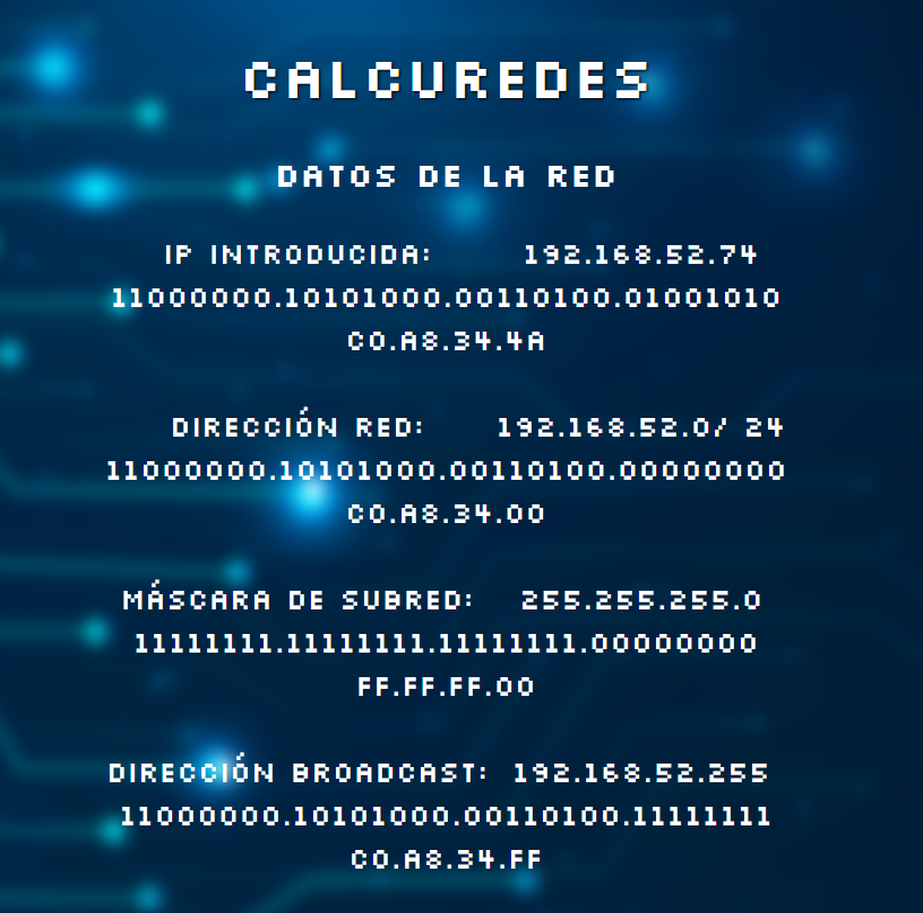 CALCUREDES
DATOS DE LA RED
IP INTRODUCIDA: 192.168.52.74
11000000.10101000.00110100.01001010
C0.A8.34.4A
DIRECCIÓN RED: 192.168.52.0/ 24
11000000.10101000.00110100.00000000
C0.A8.34.00
MÁSCARA DE SUBRED: 255.255.255.0
11111111.11111111.11111111.00000000
FF.FF.FF.00
DIRECCIÓN BROADCAST: 192.168.52.255
11000000.10101000.00110100.11111111
C0.A8.34.FF